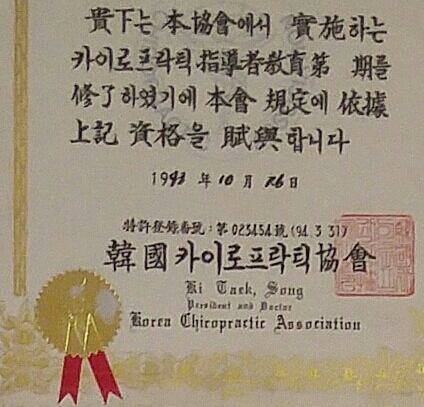 貴下는 本協會에서 實施하는
카이로프락틱指導者敎育第 期를
修了하였기에 本會 規定에 依據
上記 資格을 賦與합니다
1993 年 10 月 26 日
特許登錄番號:第 023454 號 (94. 3. 31)
韓國카이로프락틱協會
Ki Taek, Song
President and Doctor
Korea Chiropractic Association